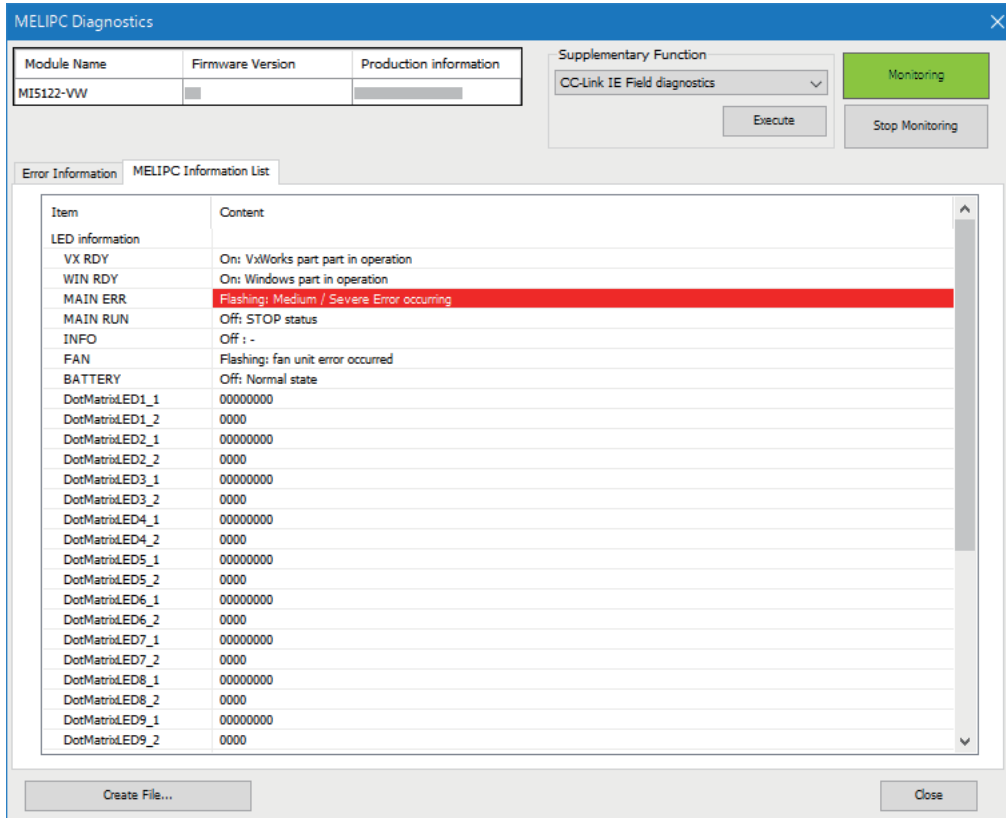 MELIPC Diagnostics
Module Name Firmware Version Production information
MI5122-VW
Supplementary Function
CC-Link IE Field diagnostics
Execute
Monitoring
Stop Monitoring
Error Information MELIPC Information List
Item Content
LED information
VX RDY On: VxWorks part part in operation
WIN RDY On: Windows part in operation
MAIN ERR Flashing: Medium / Severe Error occurring
MAIN RUN Off: STOP status
INFO Off : -
FAN Flashing: fan unit error occurred
BATTERY Off: Normal state
DotMatrixLED1_1 00000000
DotMatrixLED1_2 0000
DotMatrixLED2_1 00000000
DotMatrixLED2_2 0000
DotMatrixLED3_1 00000000
DotMatrixLED3_2 0000
DotMatrixLED4_1 00000000
DotMatrixLED4_2 0000
DotMatrixLED5_1 00000000
DotMatrixLED5_2 0000
DotMatrixLED6_1 00000000
DotMatrixLED6_2 0000
DotMatrixLED7_1 00000000
DotMatrixLED7_2 0000
DotMatrixLED8_1 00000000
DotMatrixLED8_2 0000
DotMatrixLED9_1 00000000
DotMatrixLED9_2 0000
Create File...
Close